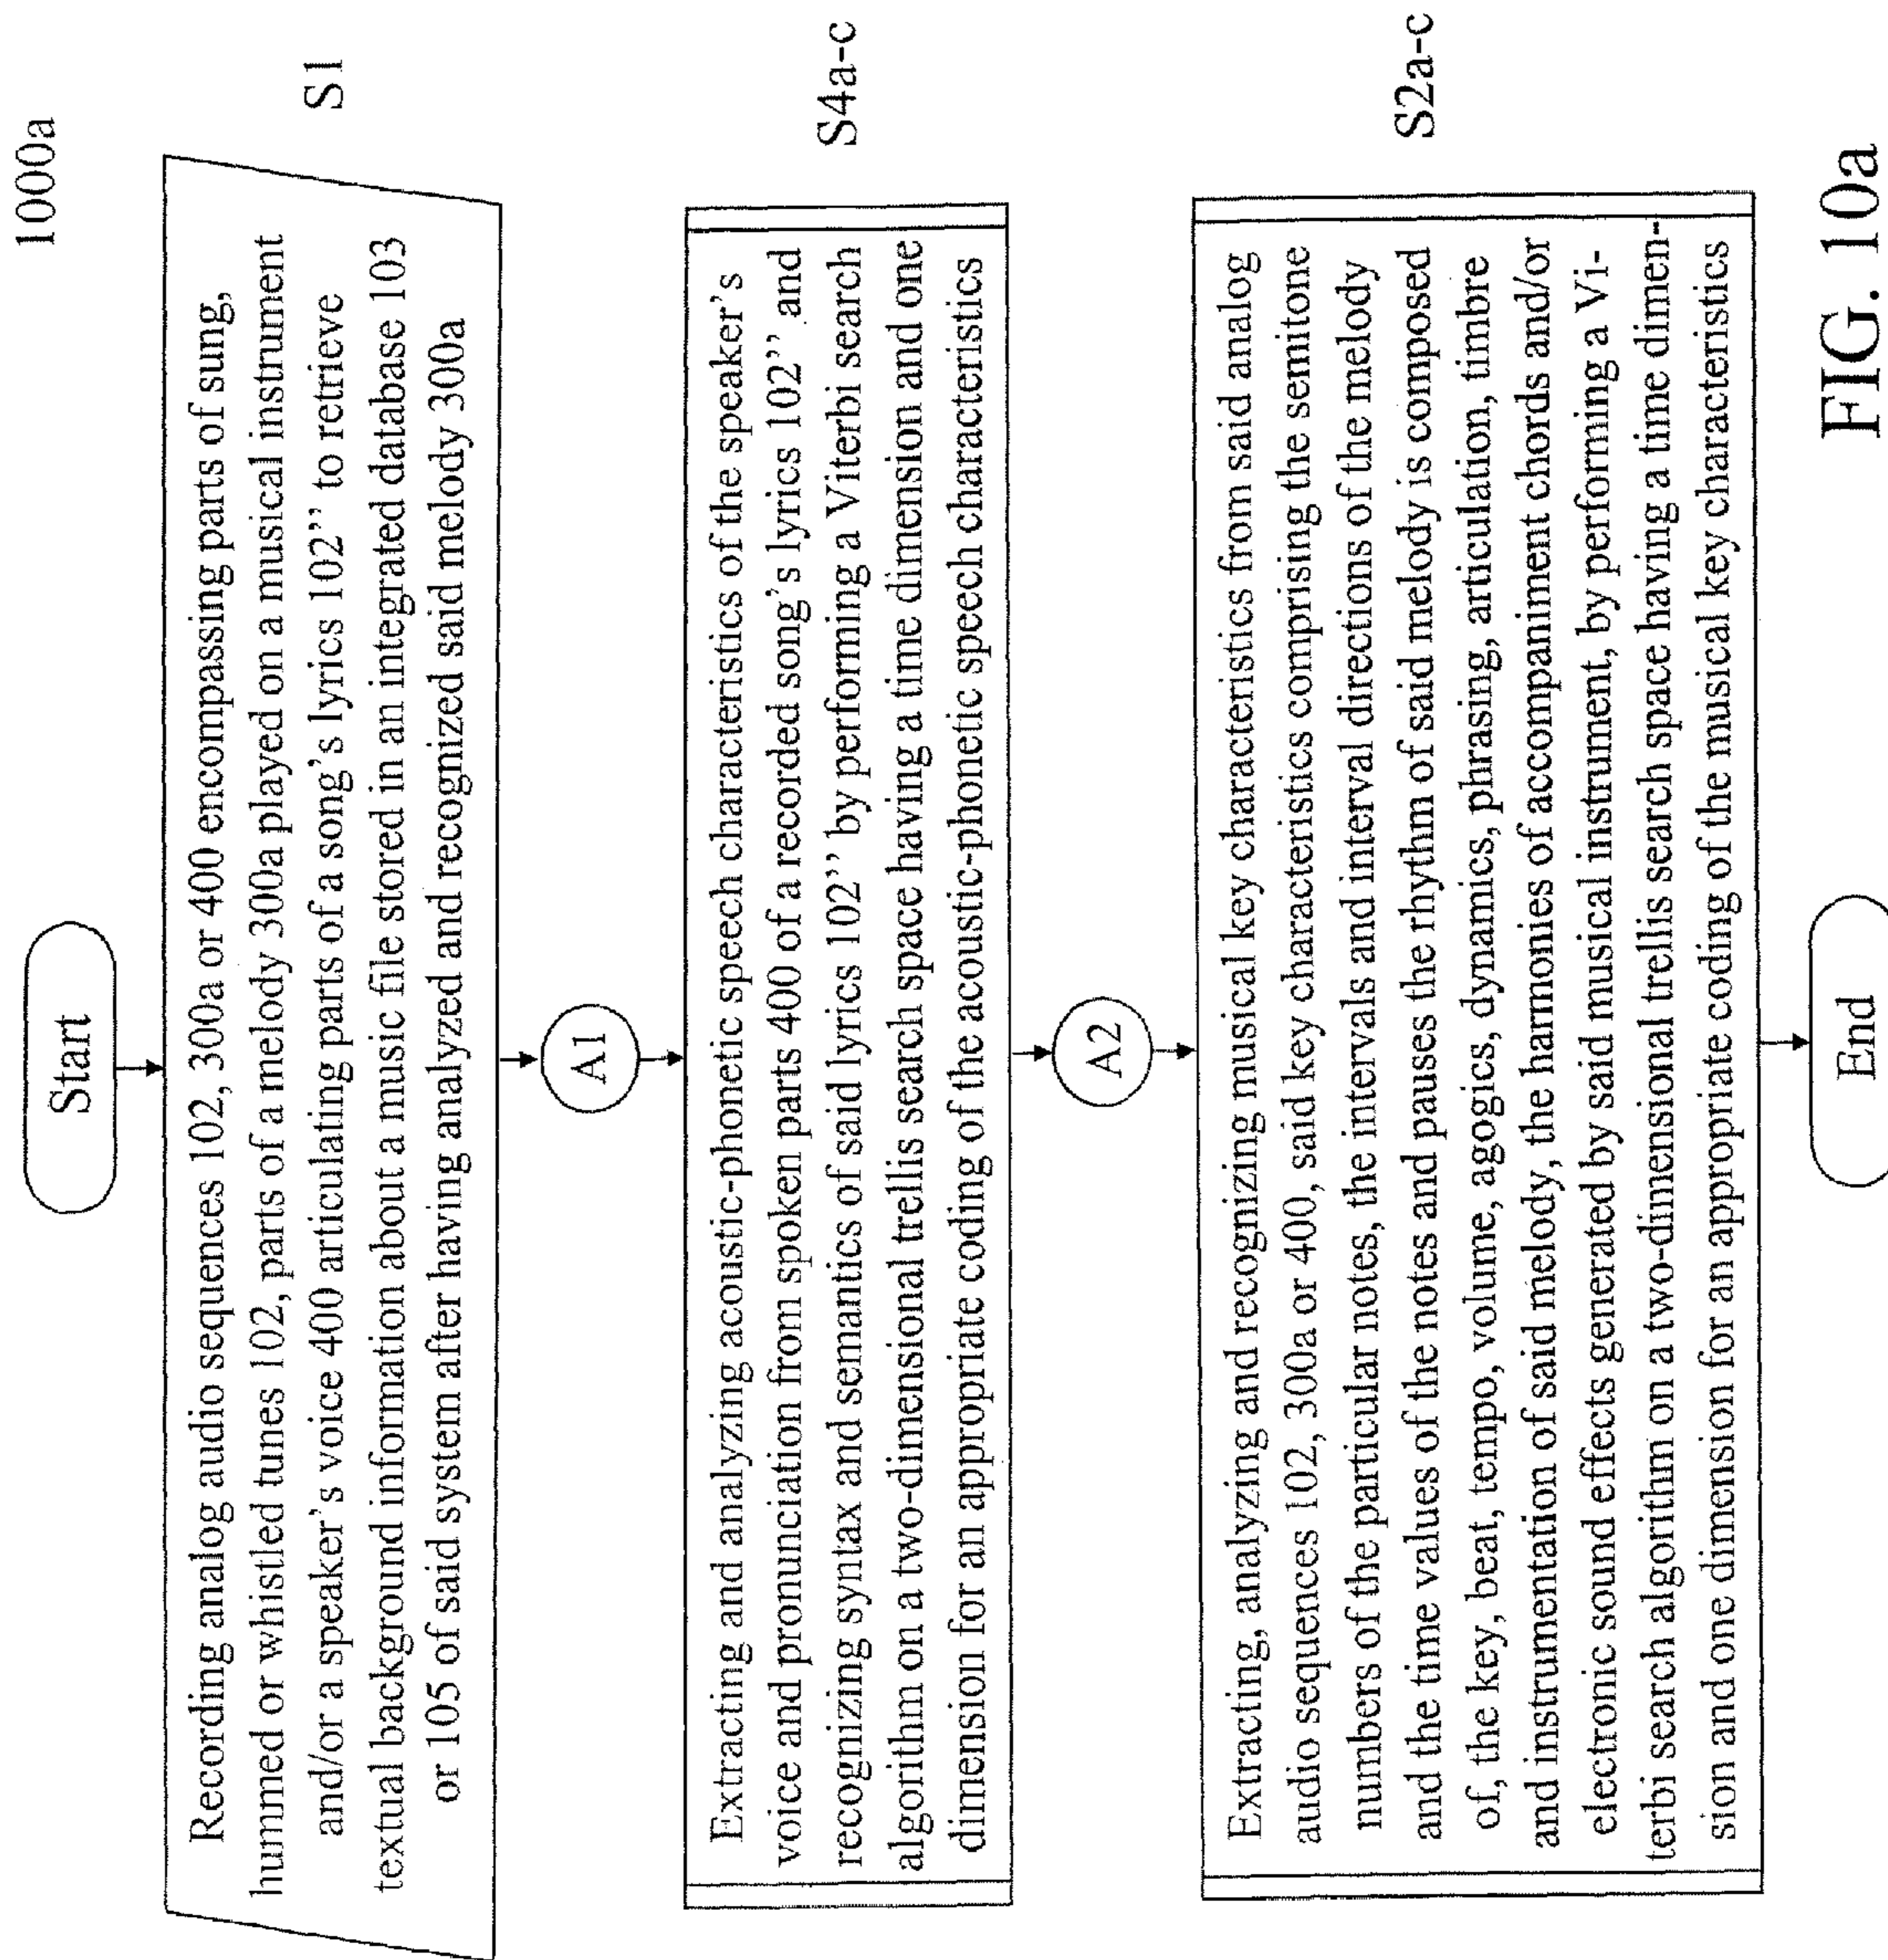 1000a
Start
Recording analog audio sequences 102, 300a or 400 encompassing parts of sung,
hummed or whistled tunes 102, parts of a melody 300a played on a musical instrument
and/or a speaker's voice 400 articulating parts of a song's lyrics 102'' to retrieve
textual background information about a music file stored in an integrated database 103
or 105 of said system after having analyzed and recognized said melody 300a
S1
A1
Extracting and analyzing acoustic-phonetic speech characteristics of the speaker's
voice and pronunciation from spoken parts 400 of a recorded song's lyrics 102'' and
recognizing syntax and semantics of said lyrics 102'' by performing a Viterbi search
algorithm on a two-dimensional trellis search space having a time dimension and one
dimension for an appropriate coding of the acoustic-phonetic speech characteristics
S4a-c
A2
Extracting, analyzing and recognizing musical key characteristics from said analog
audio sequences 102, 300a or 400, said key characteristics comprising the semitone
numbers of the particular notes, the intervals and interval directions of the melody
and the time values of the notes and pauses the rhythm of said melody is composed
of, the key, beat, tempo, volume, agogics, dynamics, phrasing, articulation, timbre
and instrumentation of said melody, the harmonies of accompaniment chords and/or
electronic sound effects generated by said musical instrument, by performing a Vi-
terbi search algorithm on a two-dimensional trellis search space having a time dimen-
sion and one dimension for an appropriate coding of the musical key characteristics
S2a-c
End
FIG. 10a